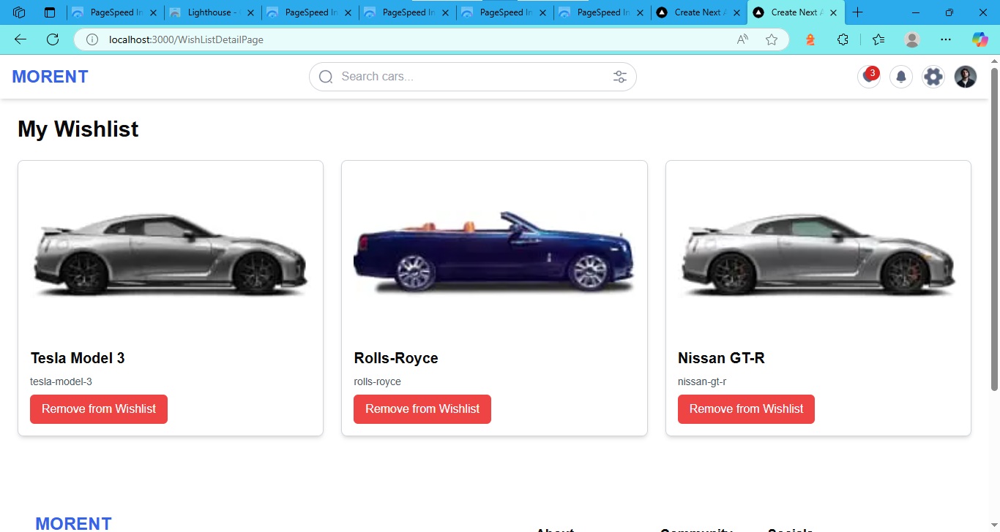 PageSpeed In
Lighthouse -
PageSpeed In
PageSpeed In
PageSpeed In
PageSpeed In
Create Next A
Create Next A
localhost:3000/WishListDetailPage
MORENT
Search cars...
3
My Wishlist
Tesla Model 3
tesla-model-3
Remove from Wishlist
Rolls-Royce
rolls-royce
Remove from Wishlist
Nissan GT-R
nissan-gt-r
Remove from Wishlist
MORENT
About
Community
Socials